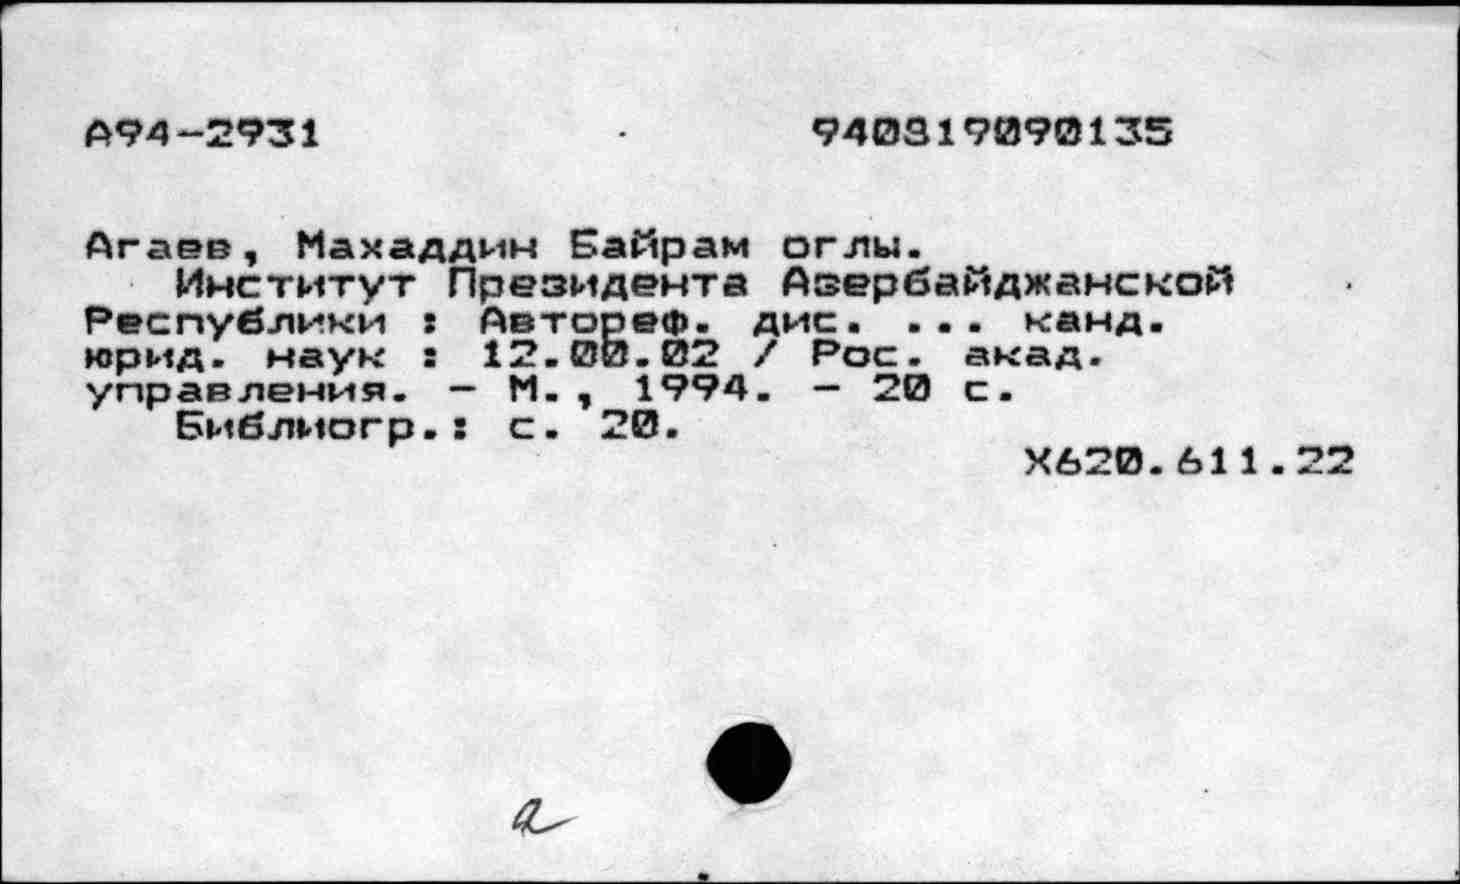 А94-2931 940819090135
Агаев, Махаддин Байрам оглы.
Институт Президента Азербайджанской
Республики : Автореф. дис. ... канд.
юрид. наук : 12.00.02 / Рос. акад.
управления. - М., 1994. - 20 с.
Библиогр.: с. 20.
Х620.611.22